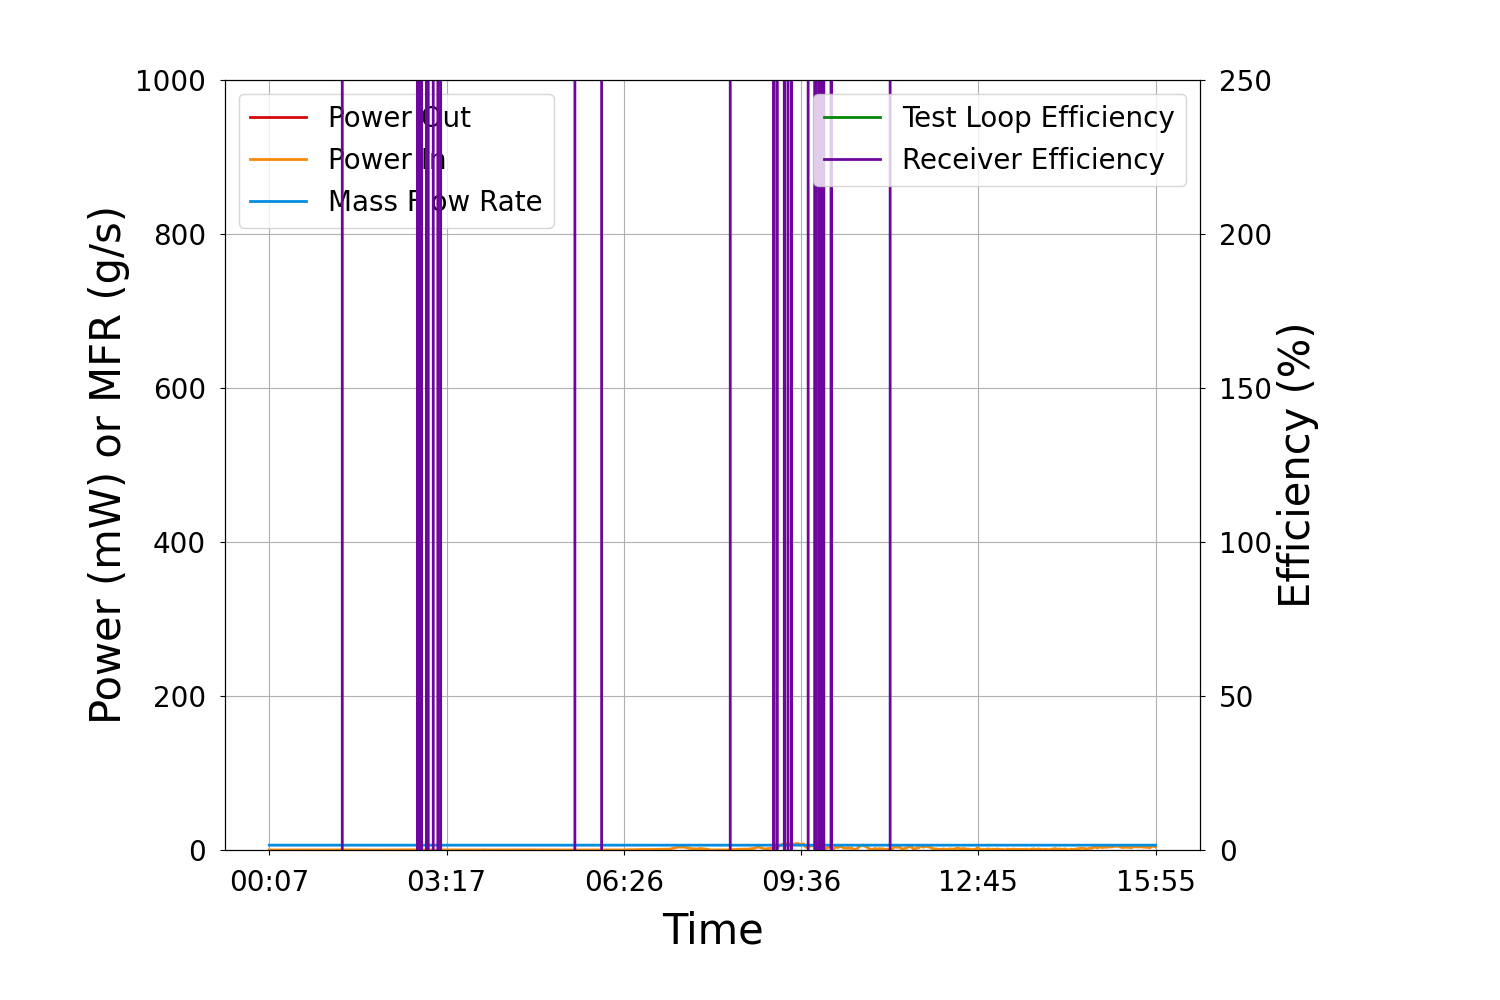 Power Out
Power In
Mass Flow Rate
Test Loop Efficiency
Receiver Efficiency
1000
800
600
400
200
0
Power (mW) or MFR (g/s)
250
200
150
100
50
0
Efficiency (%)
00:07 03:17 06:26 09:36 12:45 15:55
Time